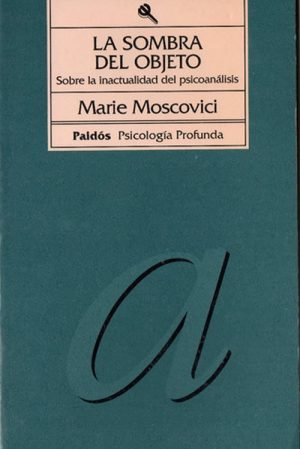 LA SOMBRA
DEL OBJETO
Sobre la inactualidad del psicoanálisis
Marie Moscovici
Paidós Psicología Profunda
a